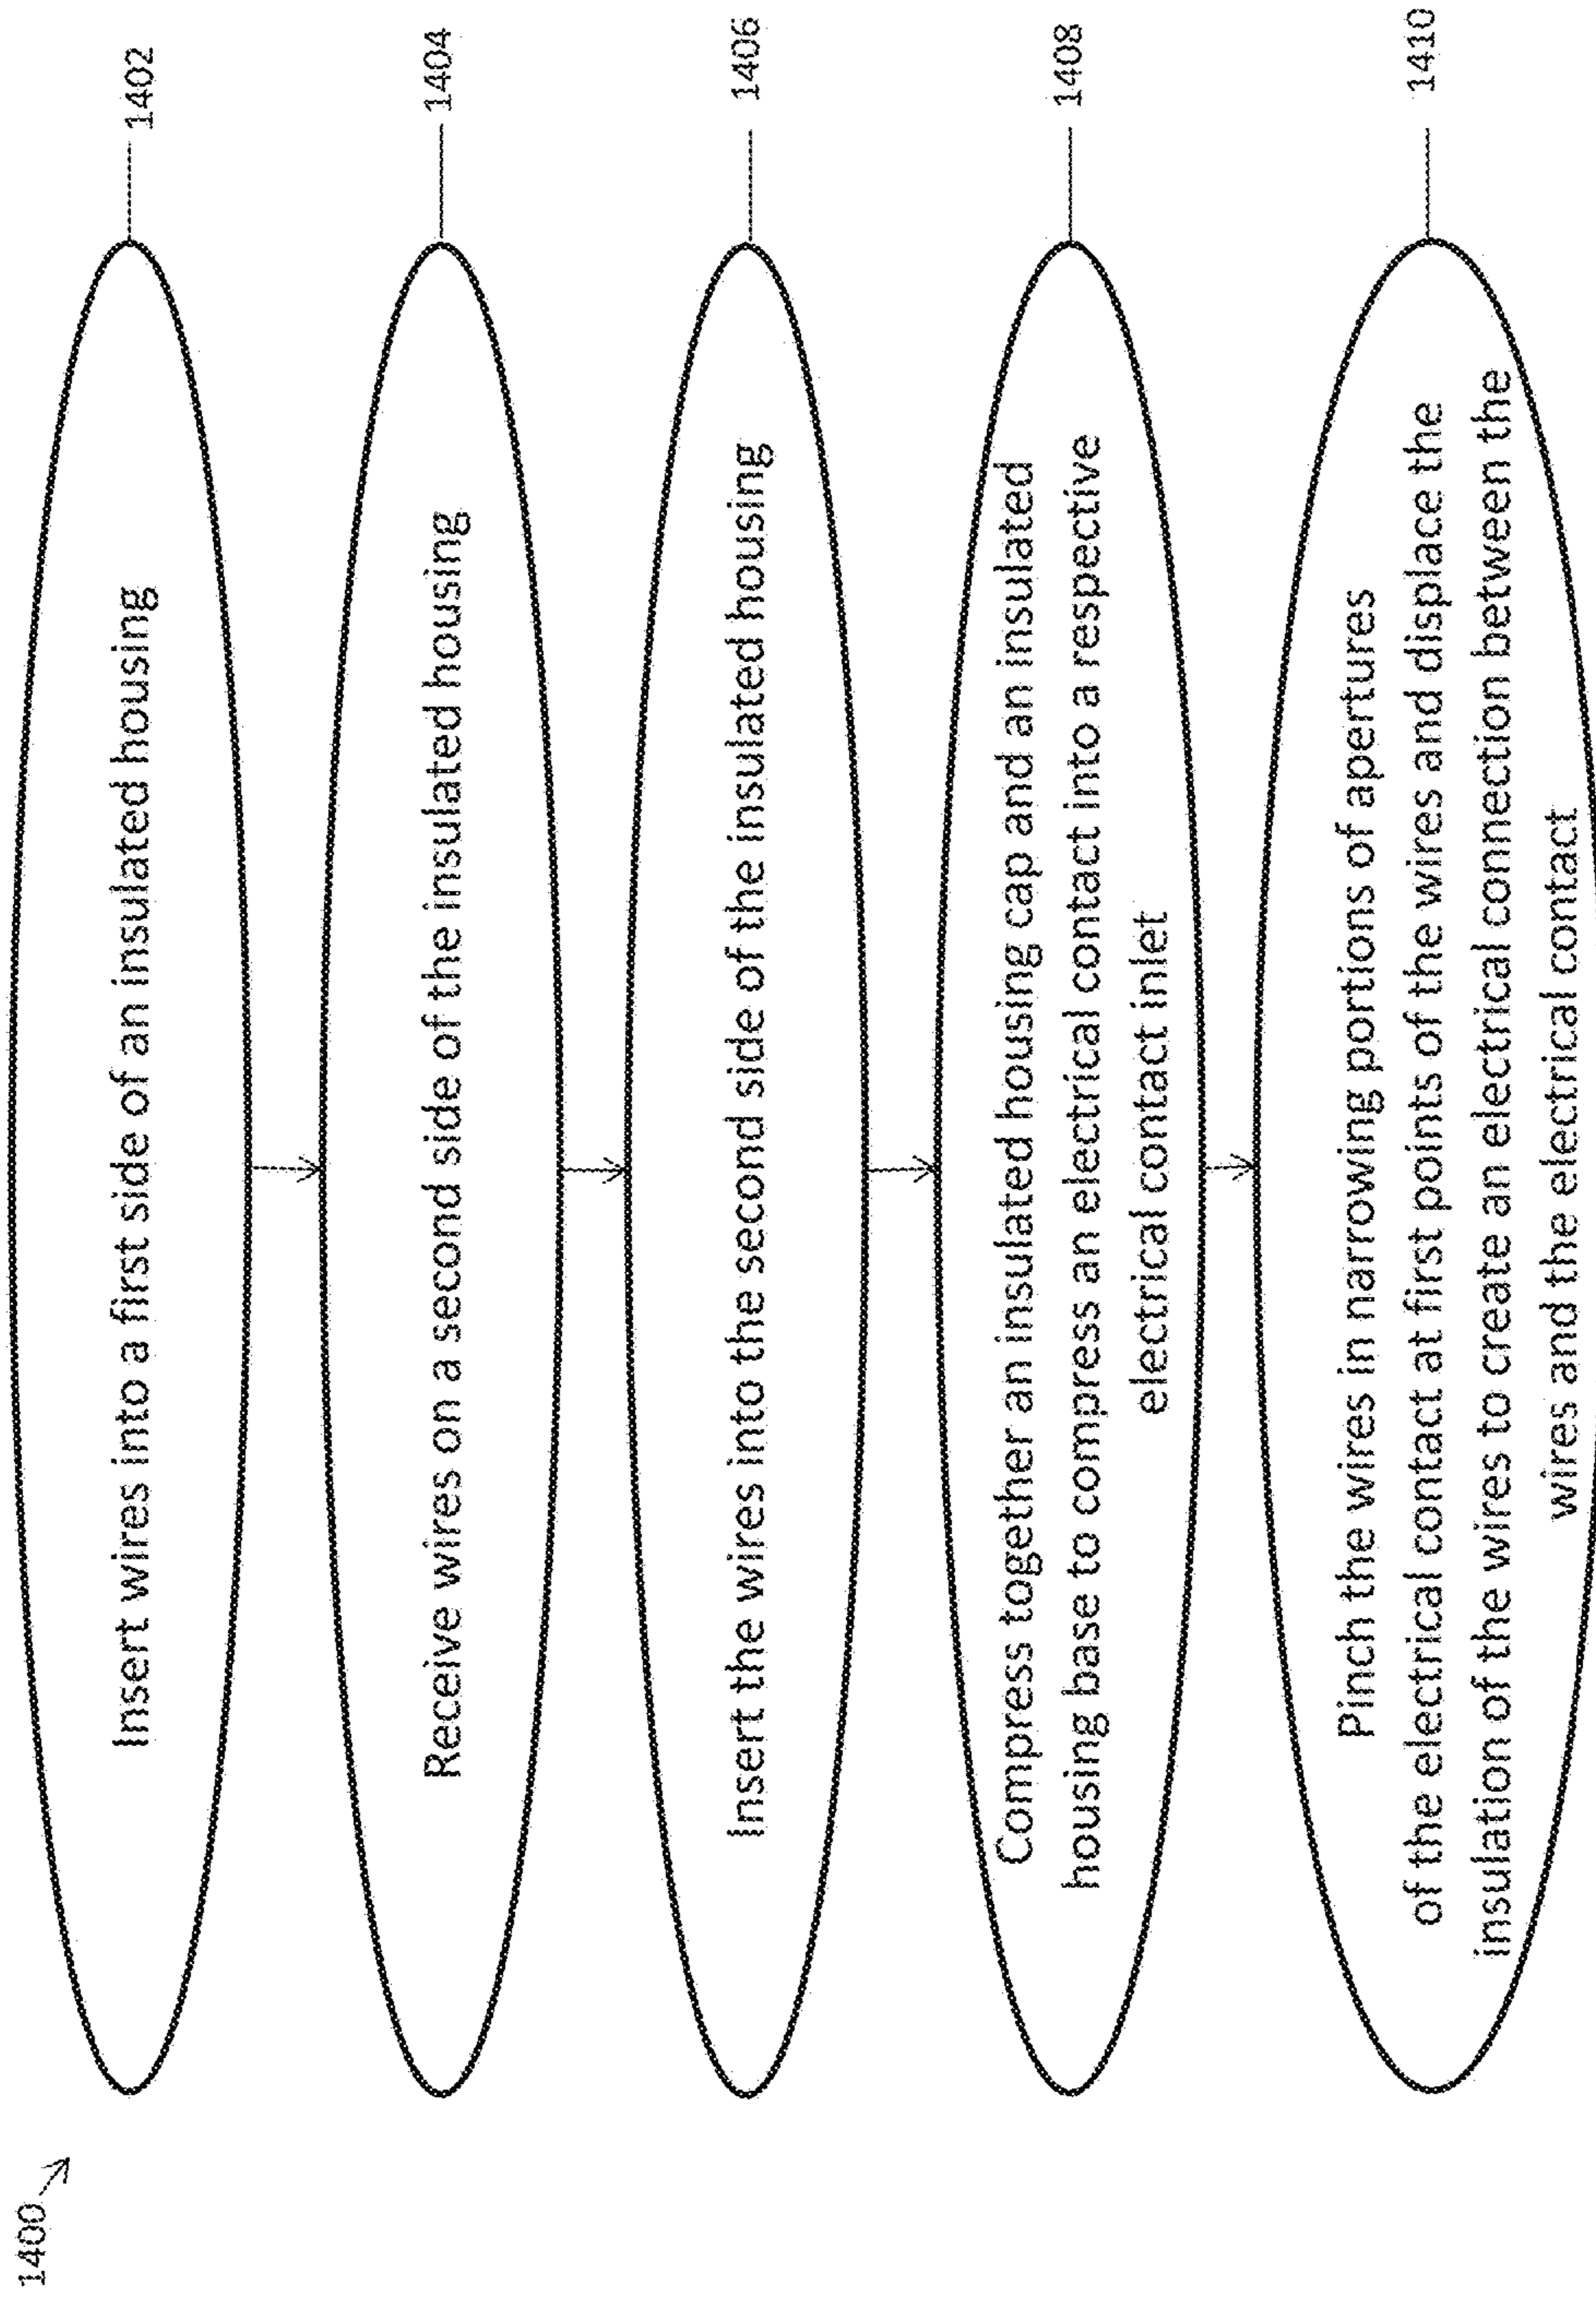 1400
Insert wires into a first side of an insulated housing
1402
Receive wires on a second side of the insulated housing
1404
Insert the wires into the second side of the insulated housing
1406
Compress together an insulated housing cap and an insulated
housing base to compress an electrical contact into a respective
electrical contact inlet
1408
Pinch the wires in narrowing portions of apertures
of the electrical contact at first points of the wires and displace the
insulation of the wires to create an electrical connection between the
wires and the electrical contact
1410